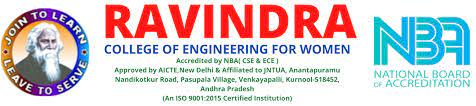 JOIN TO LEARN
LEAVE TO SERVE
RAVINDRA
COLLEGE OF ENGINEERING FOR WOMEN
Accredited by NBA( CSE & ECE )
Approved by AICTE,New Delhi & Affiliated to JNTUA, Anantapuramu
Nandikotkur Road, Pasupala Village, Venkayapalli, Kurnool-518452,
Andhra Pradesh
(An ISO 9001:2015 Certified Institution)
NBA
NATIONAL BOARD
OF ACCREDITATION